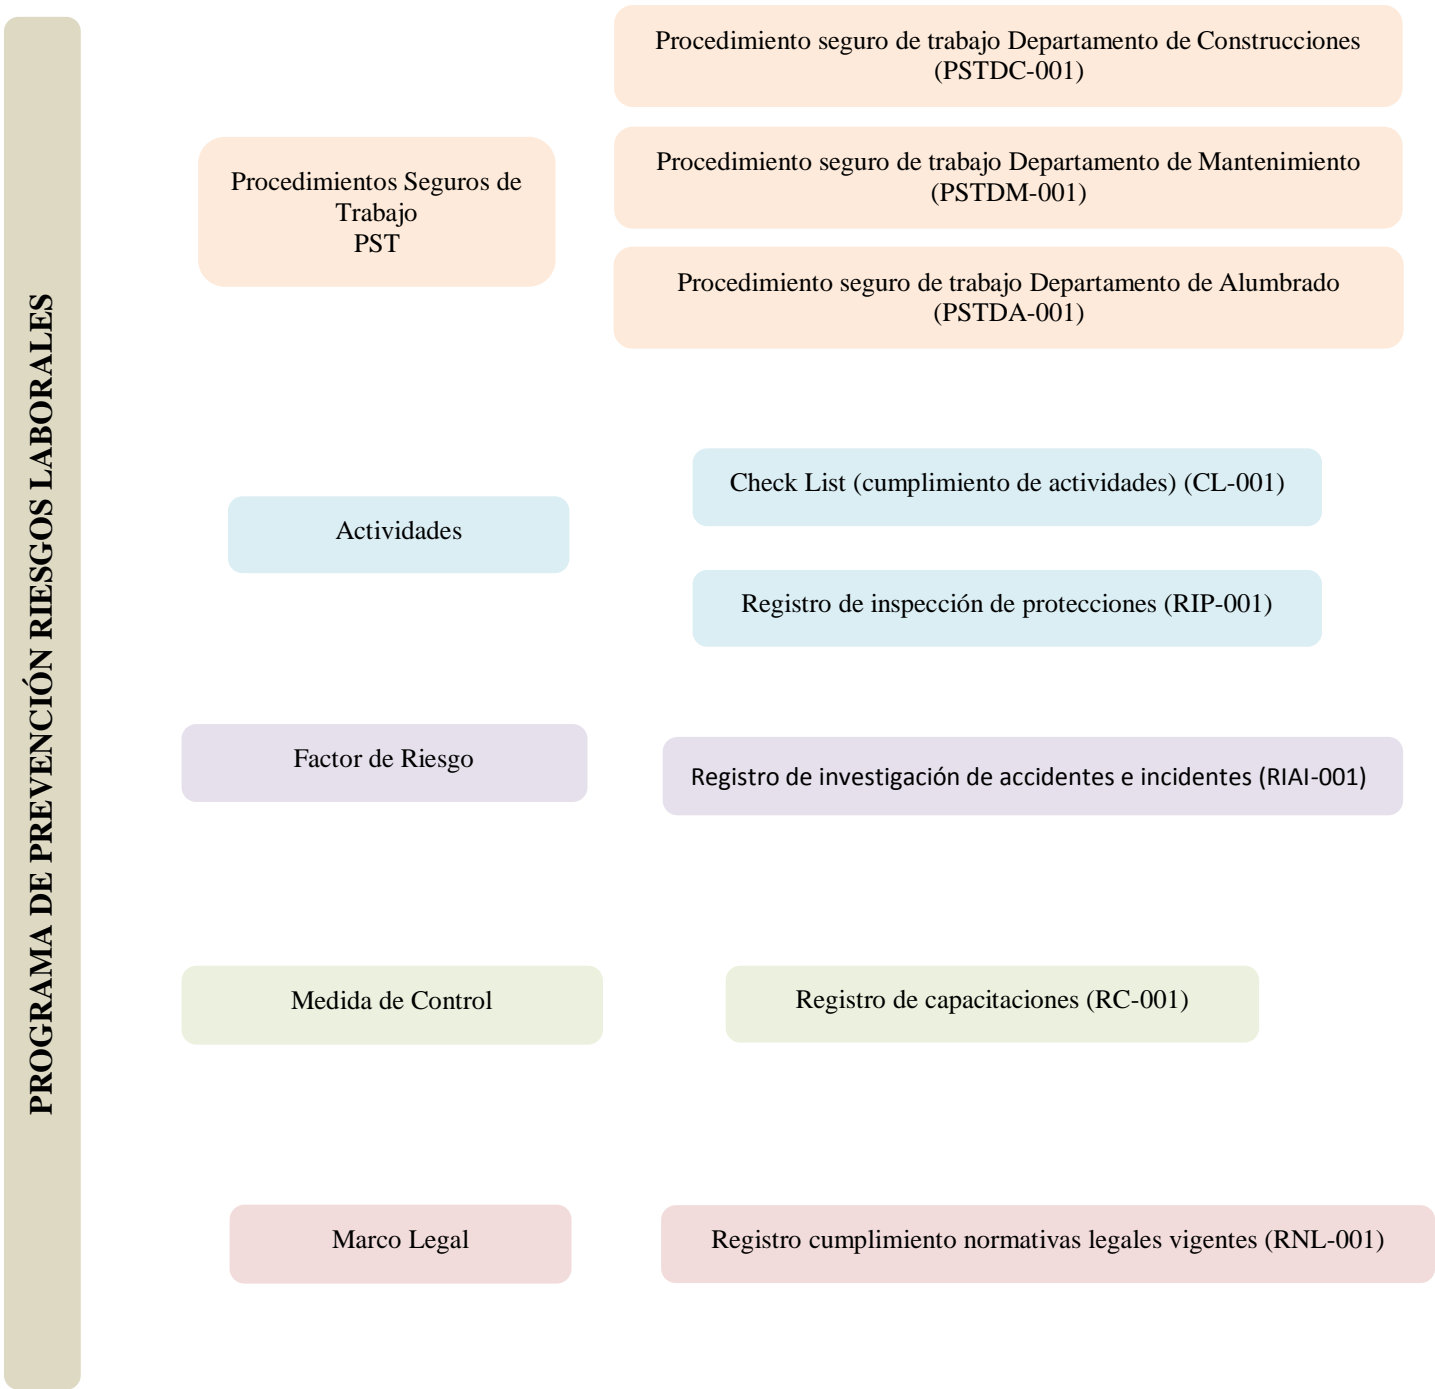 PROGRAMA DE PREVENCIÓN RIESGOS LABORALES
Procedimientos Seguros de
Trabajo
PST
Procedimiento seguro de trabajo Departamento de Construcciones
(PSTDC-001)
Procedimiento seguro de trabajo Departamento de Mantenimiento
(PSTDM-001)
Procedimiento seguro de trabajo Departamento de Alumbrado
(PSTDA-001)
Actividades
Check List (cumplimiento de actividades) (CL-001)
Registro de inspección de protecciones (RIP-001)
Factor de Riesgo
Registro de investigación de accidentes e incidentes (RIAI-001)
Medida de Control
Registro de capacitaciones (RC-001)
Marco Legal
Registro cumplimiento normativas legales vigentes (RNL-001)